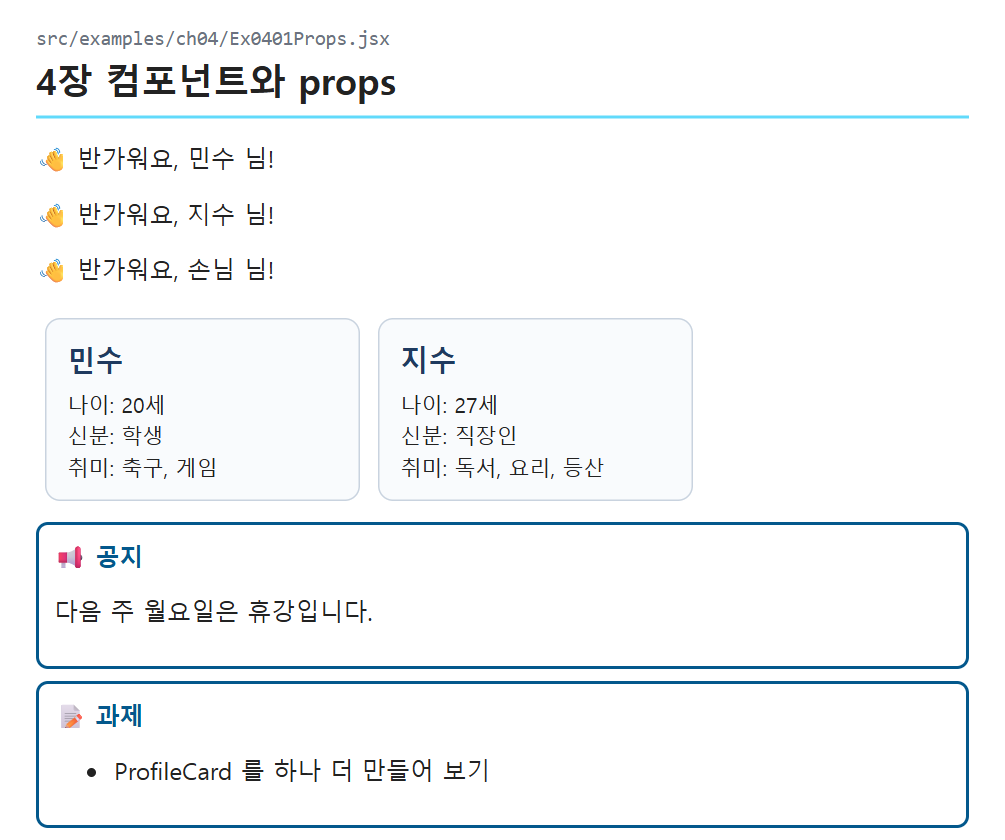 src/examples/ch04/Ex0401Props.jsx
4장 컴포넌트와 props
👋 반가워요, 민수 님!
👋 반가워요, 지수 님!
👋 반가워요, 손님 님!
민수
나이: 20세
신분: 학생
취미: 축구, 게임
지수
나이: 27세
신분: 직장인
취미: 독서, 요리, 등산
📢 공지
다음 주 월요일은 휴강입니다.
📝 과제
• ProfileCard 를 하나 더 만들어 보기